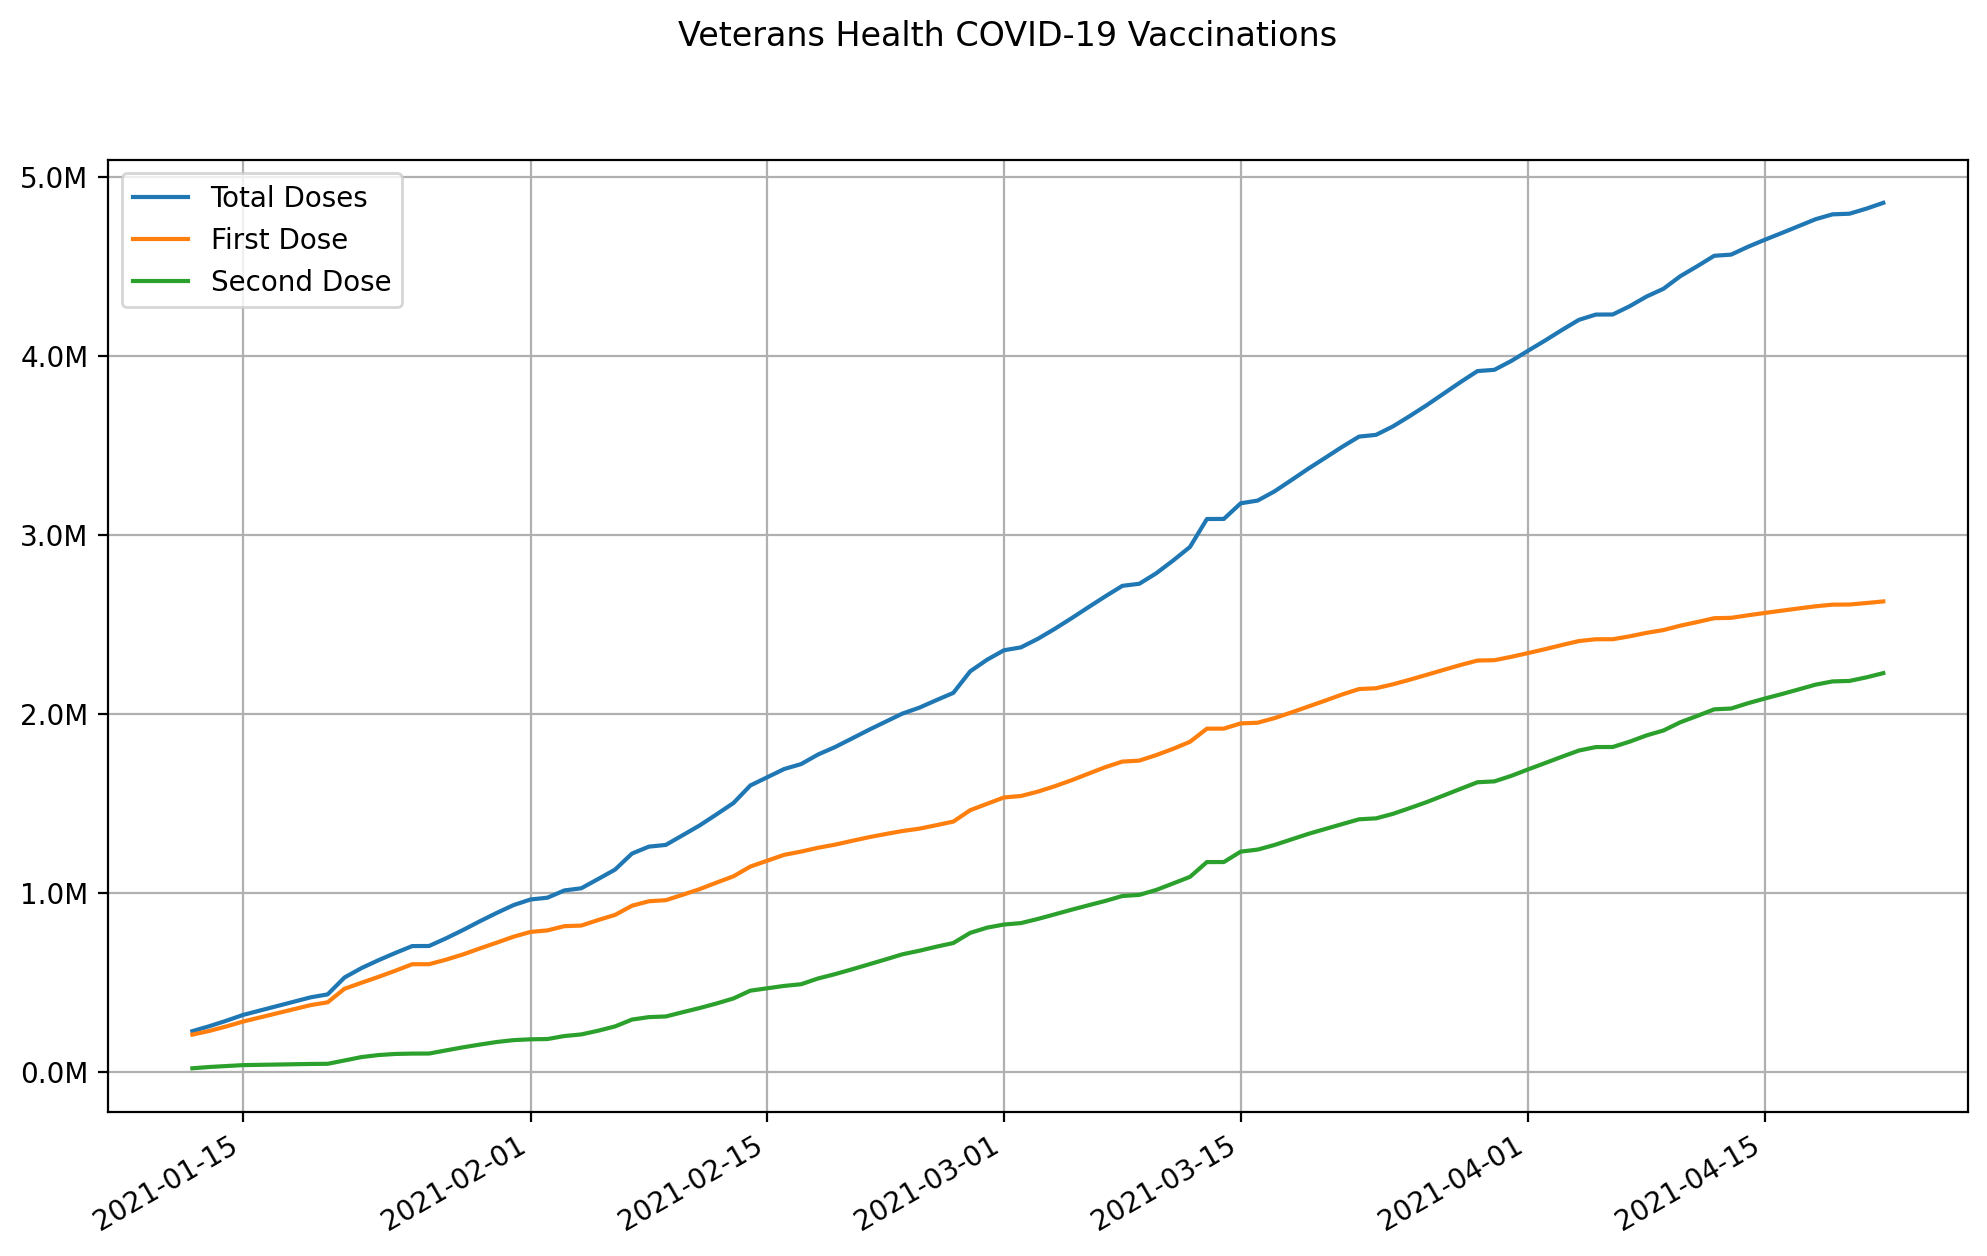 Veterans Health COVID-19 Vaccinations
5.0M
4.0M
3.0M
2.0M
1.0M
0.0M
Total Doses
First Dose
Second Dose
2021-01-15
2021-02-01
2021-02-15
2021-03-01
2021-03-15
2021-04-01
2021-04-15